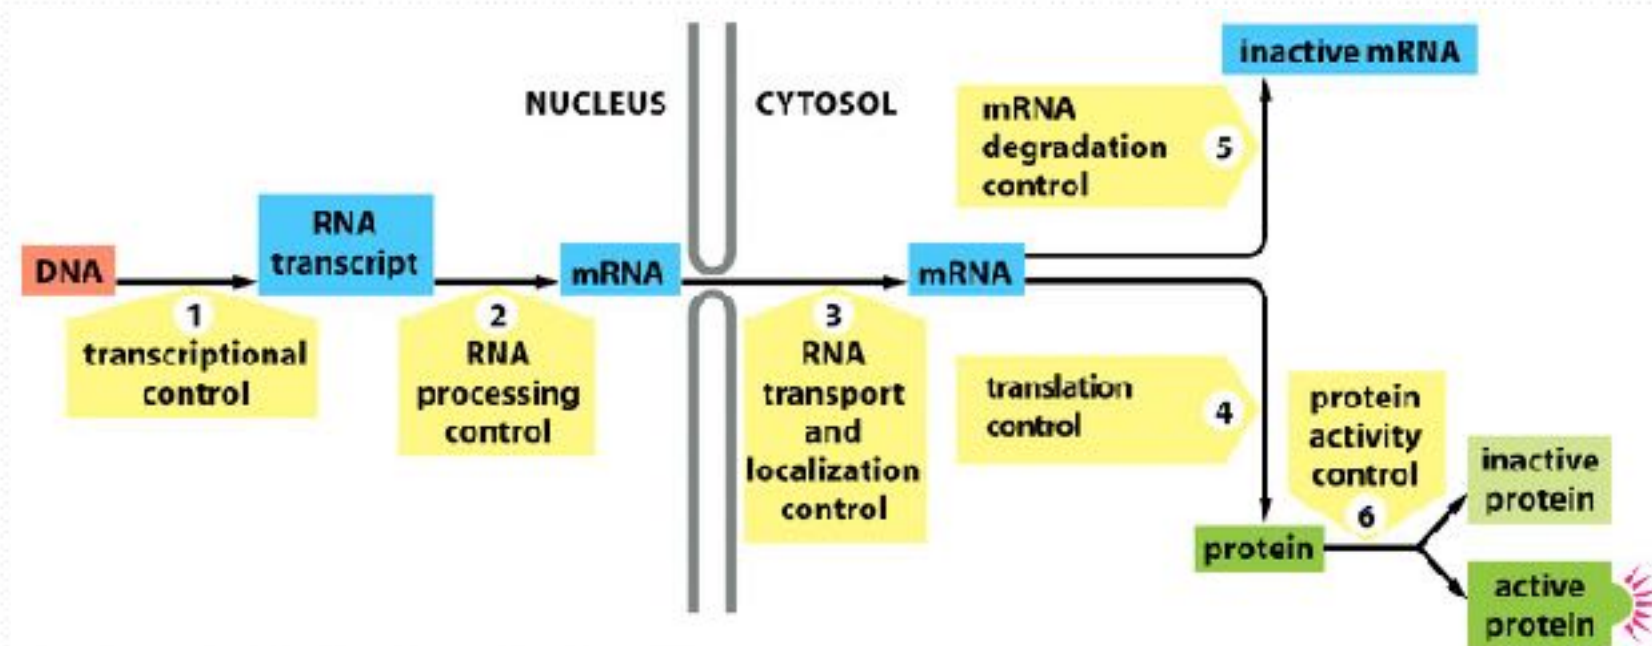 NUCLEUS
CYTOSOL
DNA
RNA
transcript
mRNA
mRNA
inactive mRNA
1
transcriptional
control
2
RNA
processing
control
3
RNA
transport
and
localization
control
mRNA
degradation
control
5
translation
control
4
protein
activity
control
6
protein
inactive
protein
active
protein